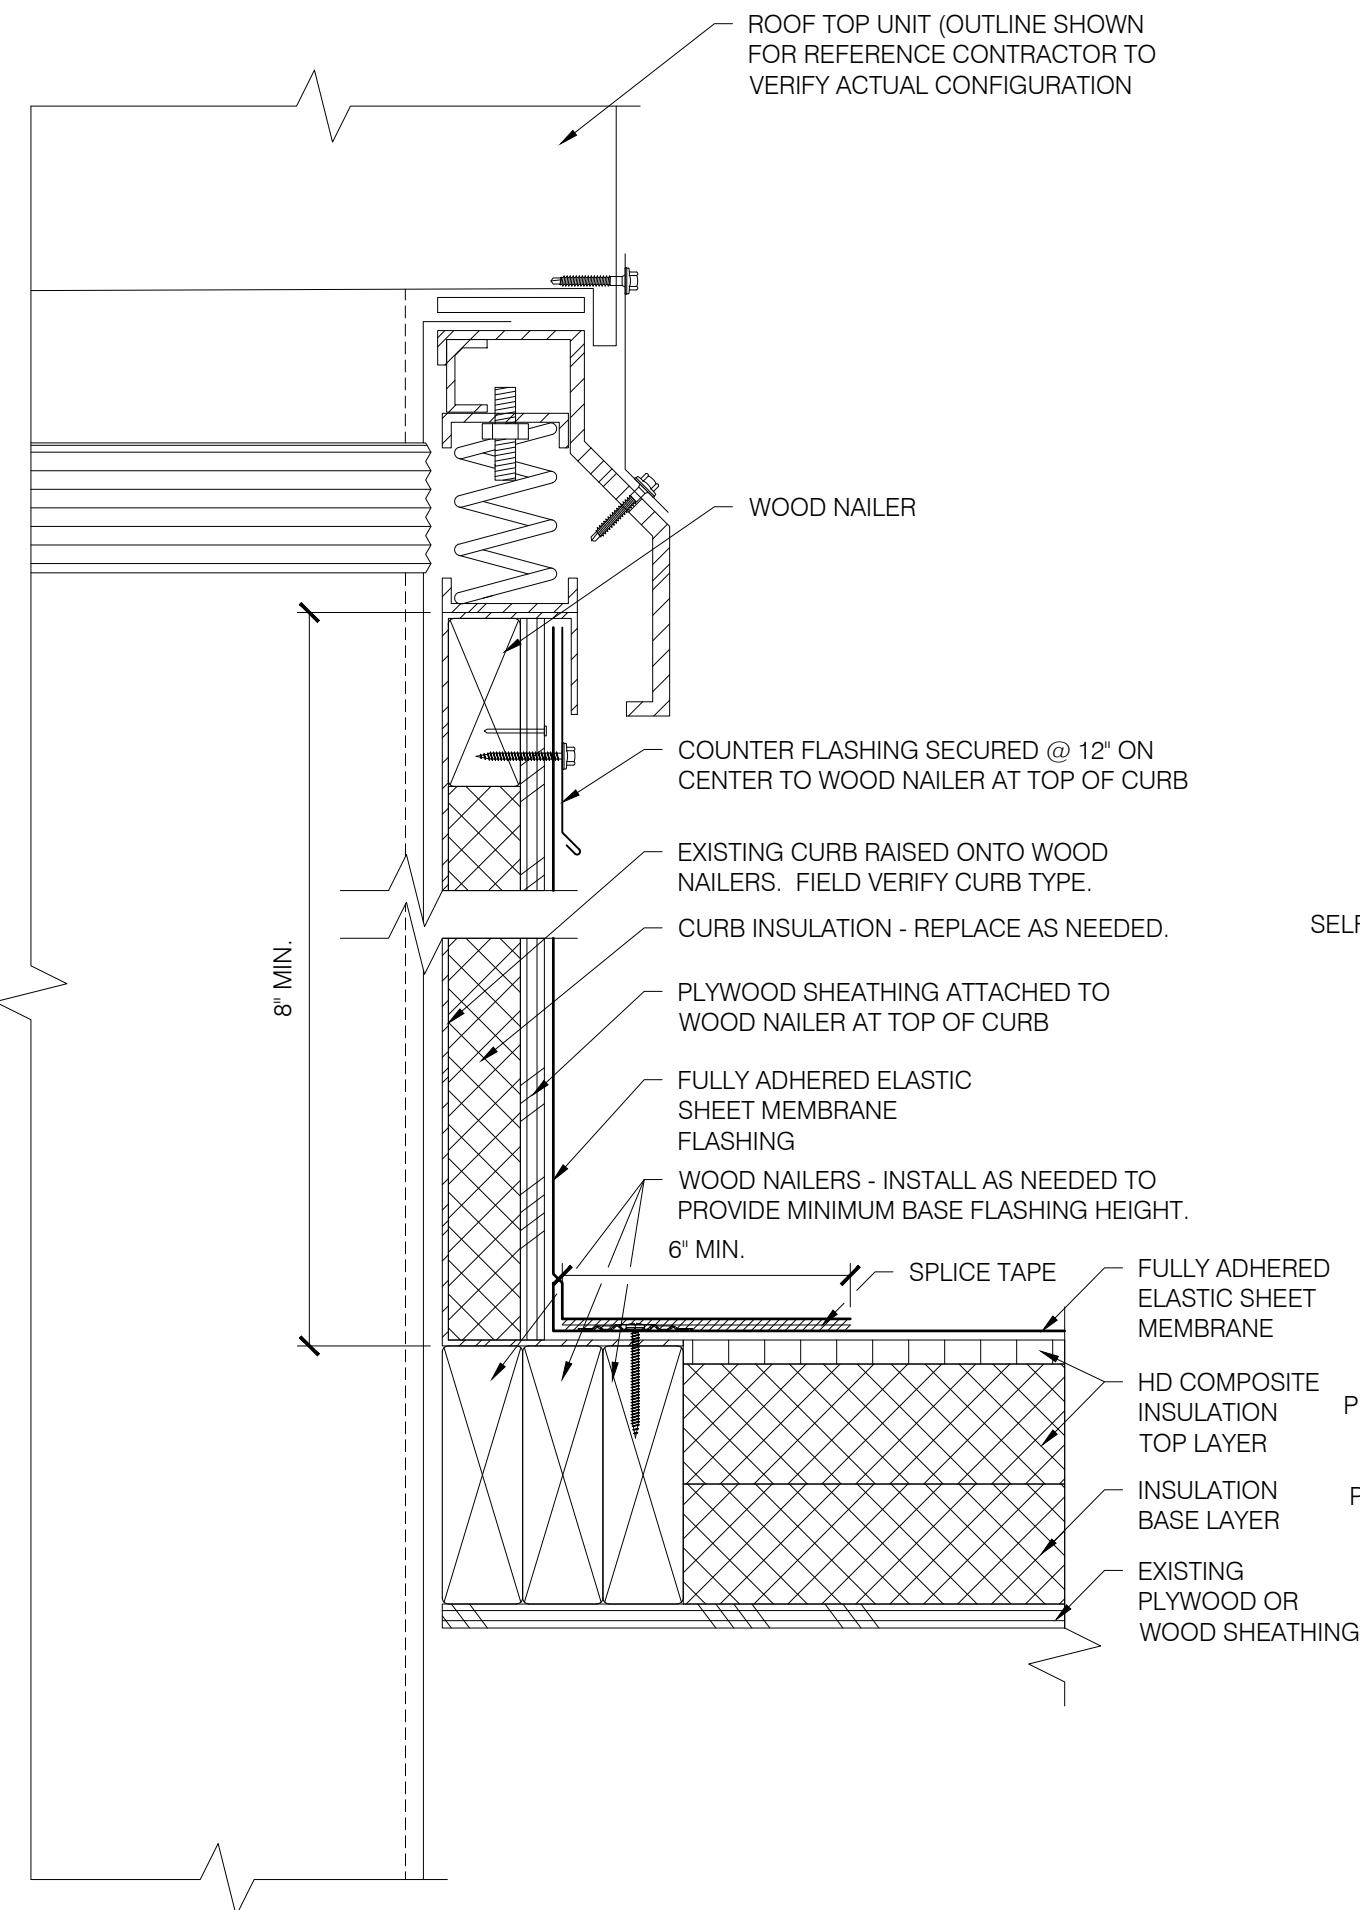 ROOF TOP UNIT (OUTLINE SHOWN
FOR REFERENCE CONTRACTOR TO
VERIFY ACTUAL CONFIGURATION
WOOD NAILER
COUNTER FLASHING SECURED @ 12" ON
CENTER TO WOOD NAILER AT TOP OF CURB
EXISTING CURB RAISED ONTO WOOD
NAILERS. FIELD VERIFY CURB TYPE.
CURB INSULATION - REPLACE AS NEEDED.
8" MIN.
PLYWOOD SHEATHING ATTACHED TO
WOOD NAILER AT TOP OF CURB
FULLY ADHERED ELASTIC
SHEET MEMBRANE
FLASHING
WOOD NAILERS - INSTALL AS NEEDED TO
PROVIDE MINIMUM BASE FLASHING HEIGHT.
6" MIN.
SPLICE TAPE
FULLY ADHERED
ELASTIC SHEET
MEMBRANE
HD COMPOSITE
INSULATION
TOP LAYER
INSULATION
BASE LAYER
EXISTING
PLYWOOD OR
WOOD SHEATHING